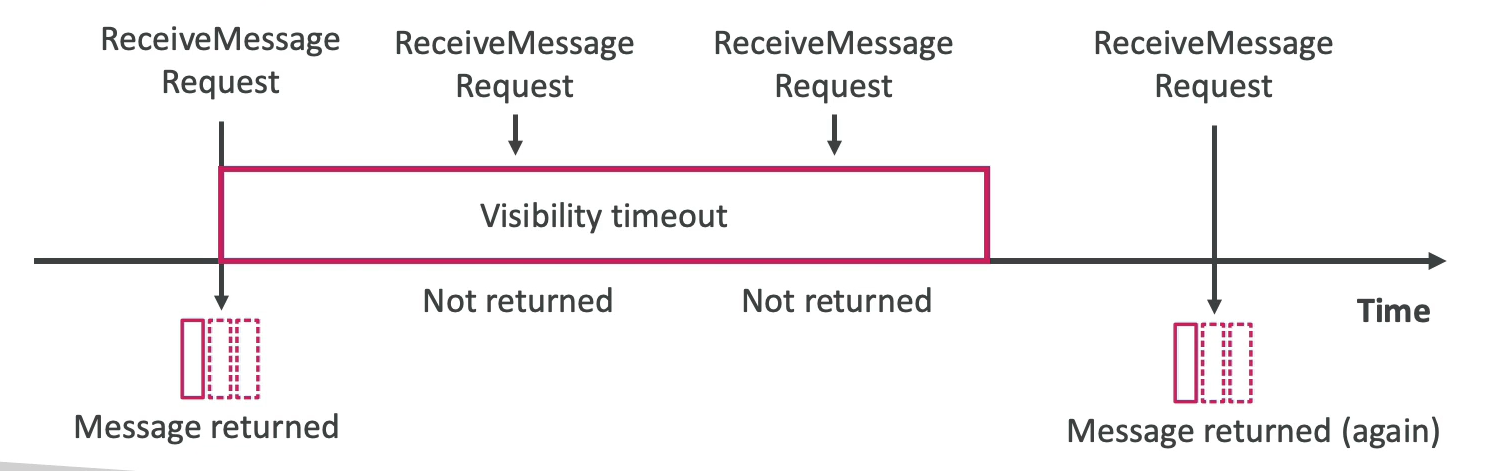 ReceiveMessage
Request
ReceiveMessage
Request
ReceiveMessage
Request
ReceiveMessage
Request
Visibility timeout
Not returned
Not returned
Time
Message returned
Message returned (again)